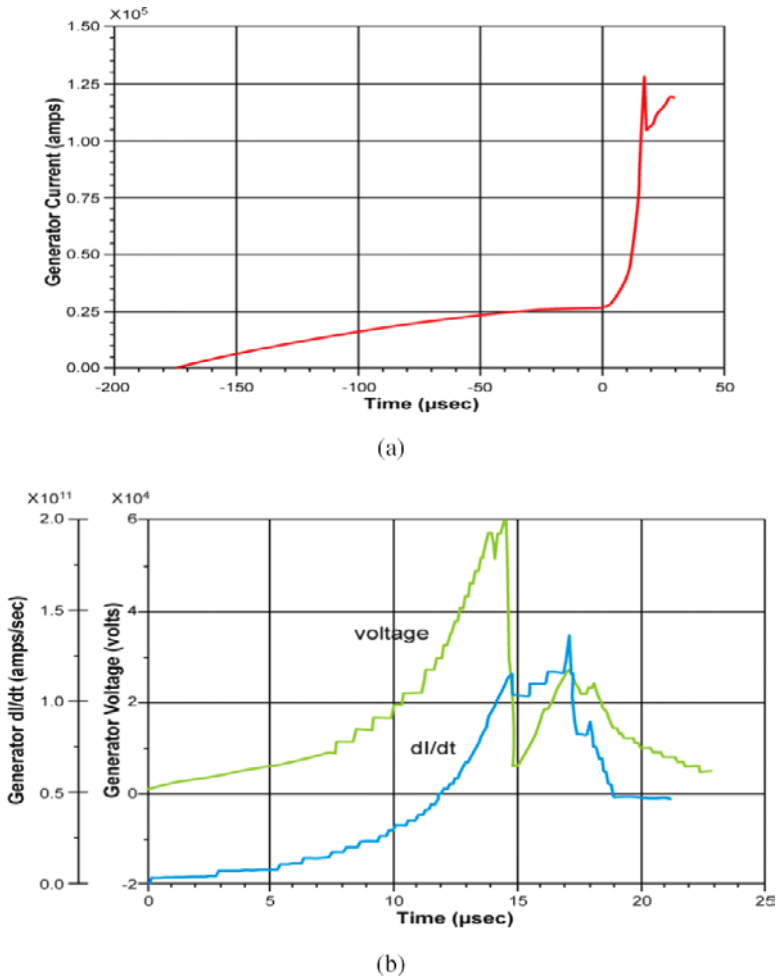 X10⁵
1.50
1.25
1.00
0.75
0.50
0.25
0.00
Generator Current (amps)
-200 -150 -100 -50 0 50
Time (µsec)
(a)
X10¹¹ X10⁴
2.0 6
1.5 4
voltage
1.0 2
dI/dt
0.5 0
0.0 -2
Generator dI/dt (amps/sec)
Generator Voltage (volts)
0 5 10 15 20 25
Time (µsec)
(b)